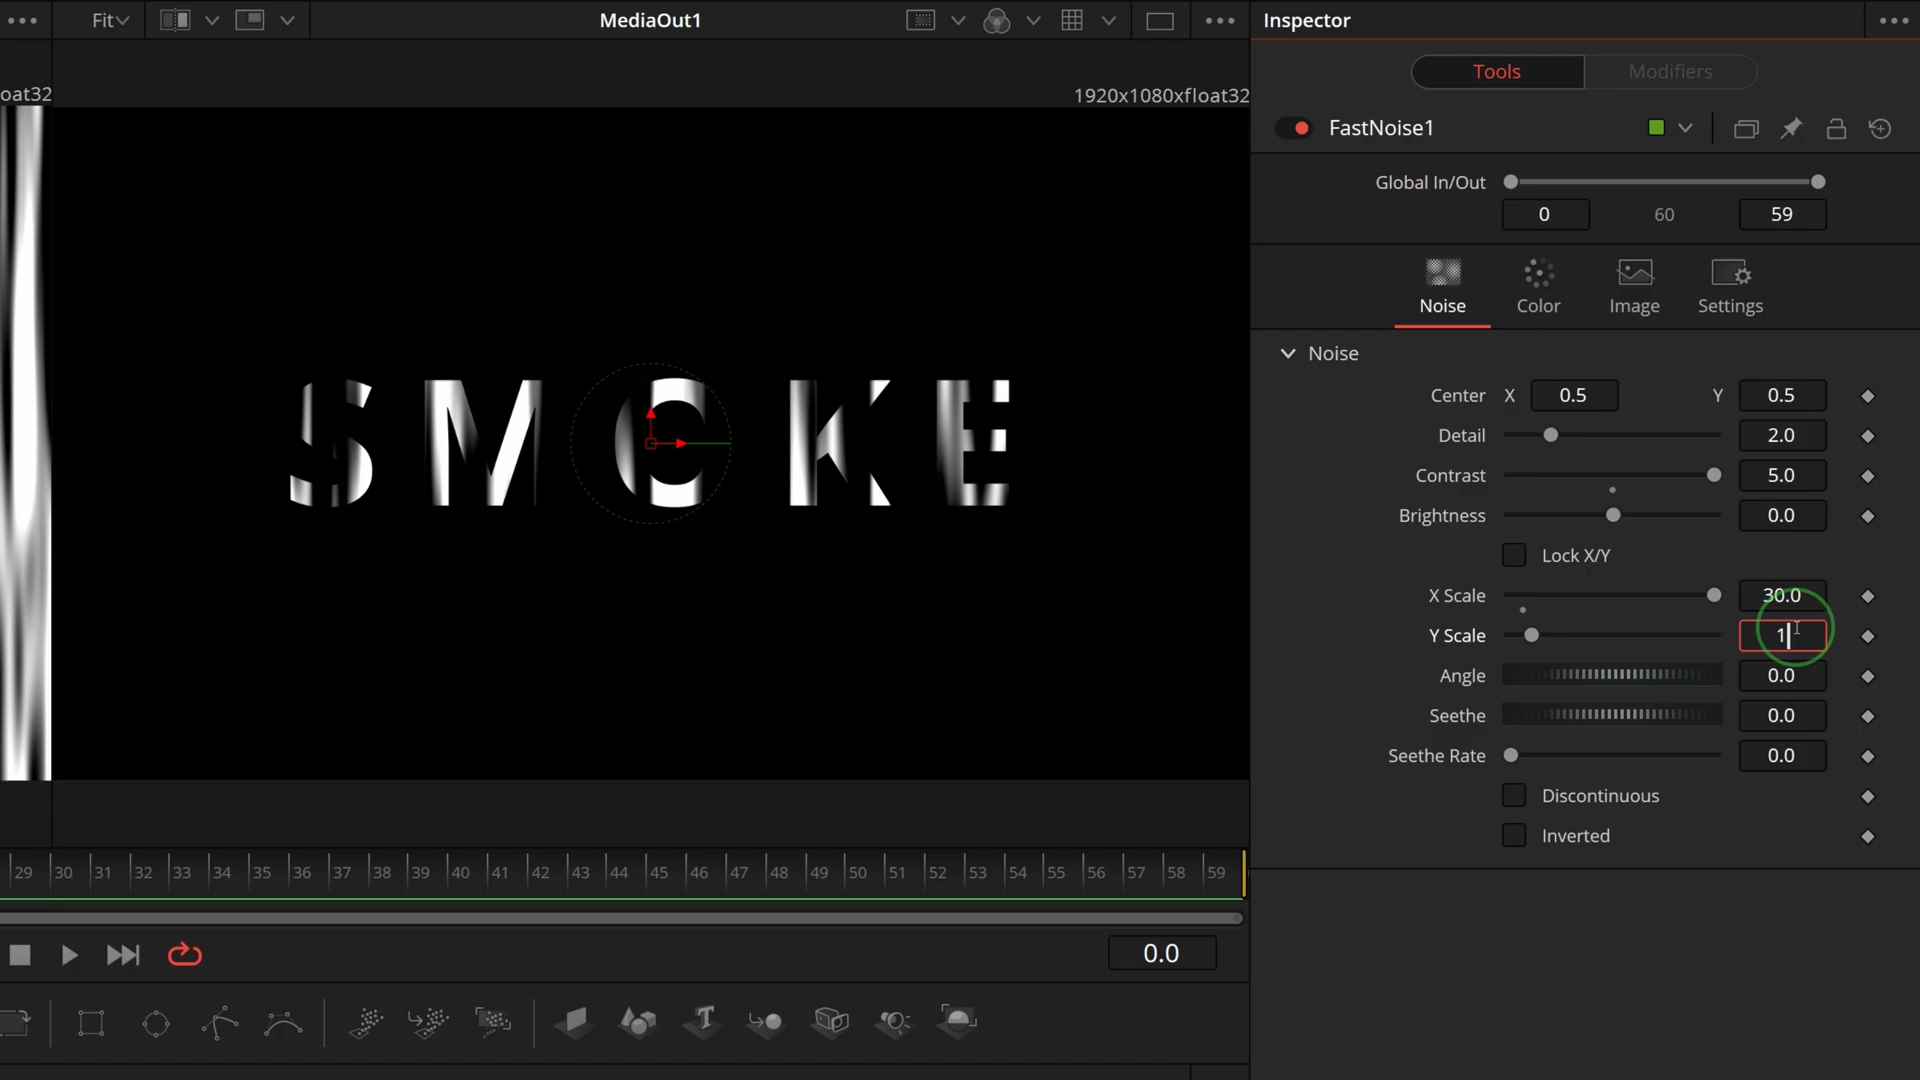 Fit
MediaOut1
Inspector
Tools
Modifiers
oat32
1920x1080xfloat32
FastNoise1
Global In/Out
0
60
59
Noise
Color
Image
Settings
Noise
Center X 0.5 Y 0.5
Detail 2.0
Contrast 5.0
Brightness 0.0
Lock X/Y
X Scale 30.0
Y Scale 1
Angle 0.0
Seethe 0.0
Seethe Rate 0.0
Discontinuous
Inverted
SMOKE
29 30 31 32 33 34 35 36 37 38 39 40 41 42 43 44 45 46 47 48 49 50 51 52 53 54 55 56 57 58 59
0.0